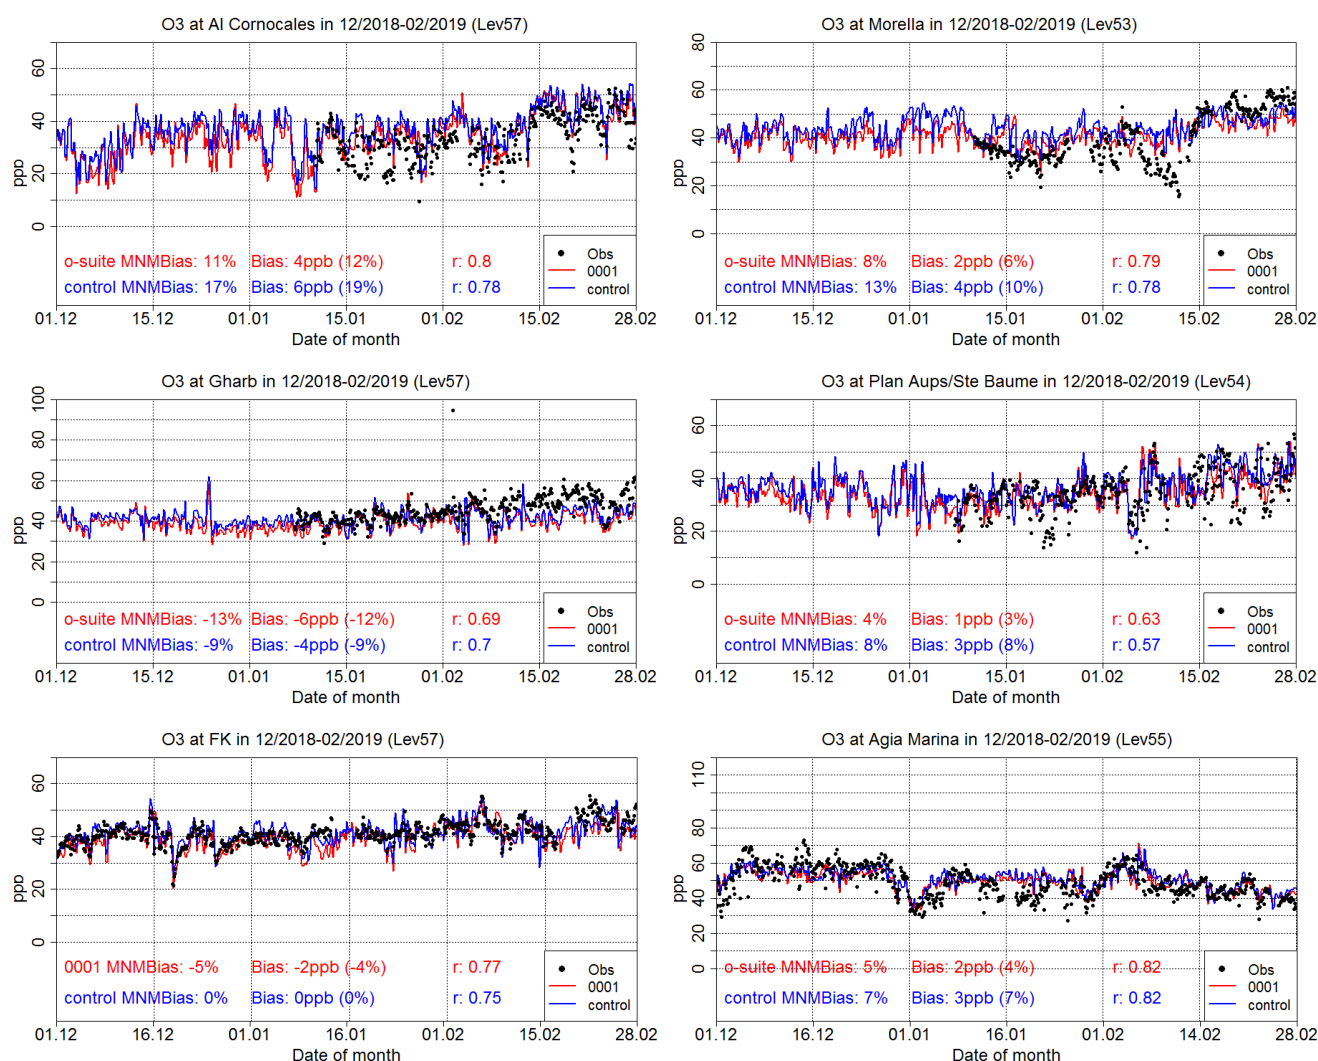 O3 at Al Cornocales in 12/2018-02/2019 (Lev57)
ppb
0 20 40 60
o-suite MNMBias: 11% Bias: 4ppb (12%) r: 0.8
control MNMBias: 17% Bias: 6ppb (19%) r: 0.78
Obs
0001
control
01.12 15.12 01.01 15.01 01.02 15.02 28.02
Date of month
O3 at Morella in 12/2018-02/2019 (Lev53)
ppb
0 20 40 60 80
o-suite MNMBias: 8% Bias: 2ppb (6%) r: 0.79
control MNMBias: 13% Bias: 4ppb (10%) r: 0.78
Obs
0001
control
01.12 15.12 01.01 15.01 01.02 15.02 28.02
Date of month
O3 at Gharb in 12/2018-02/2019 (Lev57)
ppb
0 20 40 60 80 100
o-suite MNMBias: -13% Bias: -6ppb (-12%) r: 0.69
control MNMBias: -9% Bias: -4ppb (-9%) r: 0.7
Obs
0001
control
01.12 15.12 01.01 15.01 01.02 15.02 28.02
Date of month
O3 at Plan Aups/Ste Baume in 12/2018-02/2019 (Lev54)
ppb
0 20 40 60
o-suite MNMBias: 4% Bias: 1ppb (3%) r: 0.63
control MNMBias: 8% Bias: 3ppb (8%) r: 0.57
Obs
0001
control
01.12 16.12 01.01 16.01 01.02 15.02 28.02
Date of month
O3 at FK in 12/2018-02/2019 (Lev57)
ppb
0 20 40 60
0001 MNMBias: -5% Bias: -2ppb (-4%) r: 0.77
control MNMBias: 0% Bias: 0ppb (0%) r: 0.75
Obs
0001
control
01.12 16.12 01.01 16.01 01.02 15.02 28.02
Date of month
O3 at Agia Marina in 12/2018-02/2019 (Lev55)
ppb
0 20 40 60 80 110
o-suite MNMBias: 5% Bias: 2ppb (4%) r: 0.82
control MNMBias: 7% Bias: 3ppb (7%) r: 0.82
Obs
0001
control
01.12 16.12 01.01 16.01 01.02 14.02 28.02
Date of month